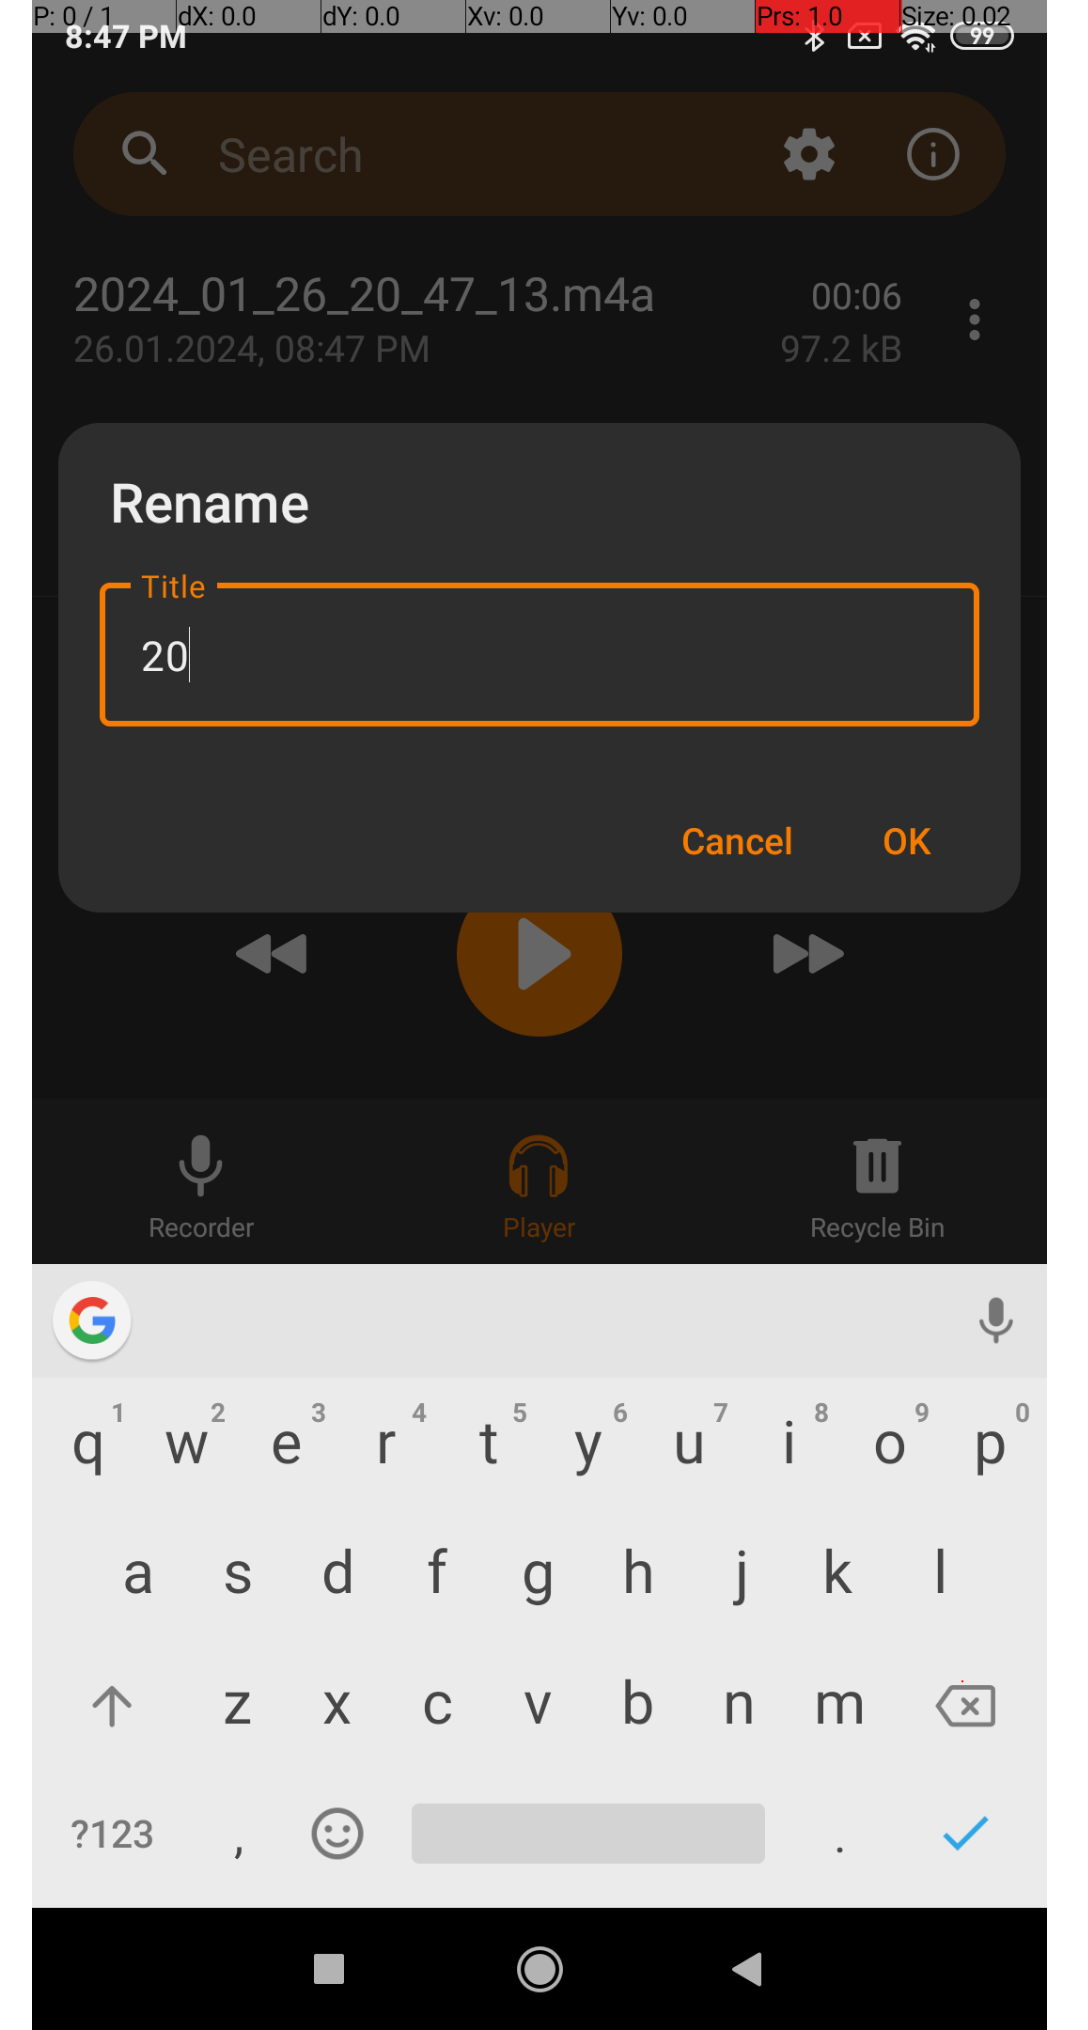 P: 0 / 1 dX: 0.0 dY: 0.0 Xv: 0.0 Yv: 0.0 Prs: 1.0 Size: 0.02
8:47 PM 99
Search
2024_01_26_20_47_13.m4a 00:06
26.01.2024, 08:47 PM 97.2 kB
Rename
Title
20
Cancel OK
Recorder Player Recycle Bin
G
1 2 3 4 5 6 7 8 9 0
q w e r t y u i o p
a s d f g h j k l
z x c v b n m
?123 , .